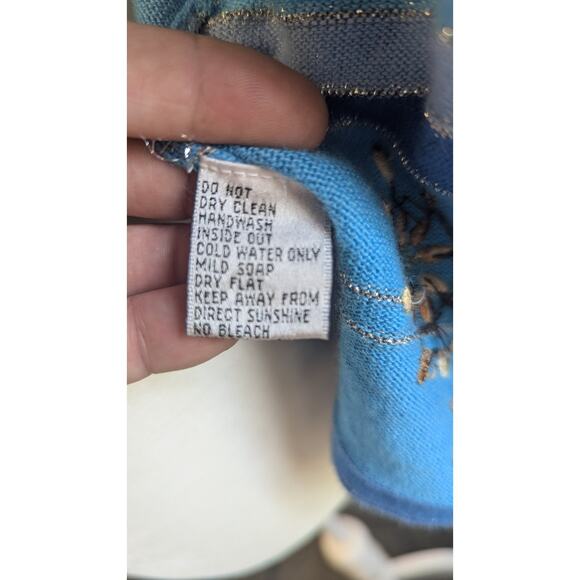 DO NOT
DRY CLEAN
HANDWASH
INSIDE OUT
COLD WATER ONLY
MILD SOAP
DRY FLAT
KEEP AWAY FROM
DIRECT SUNSHINE
NO BLEACH